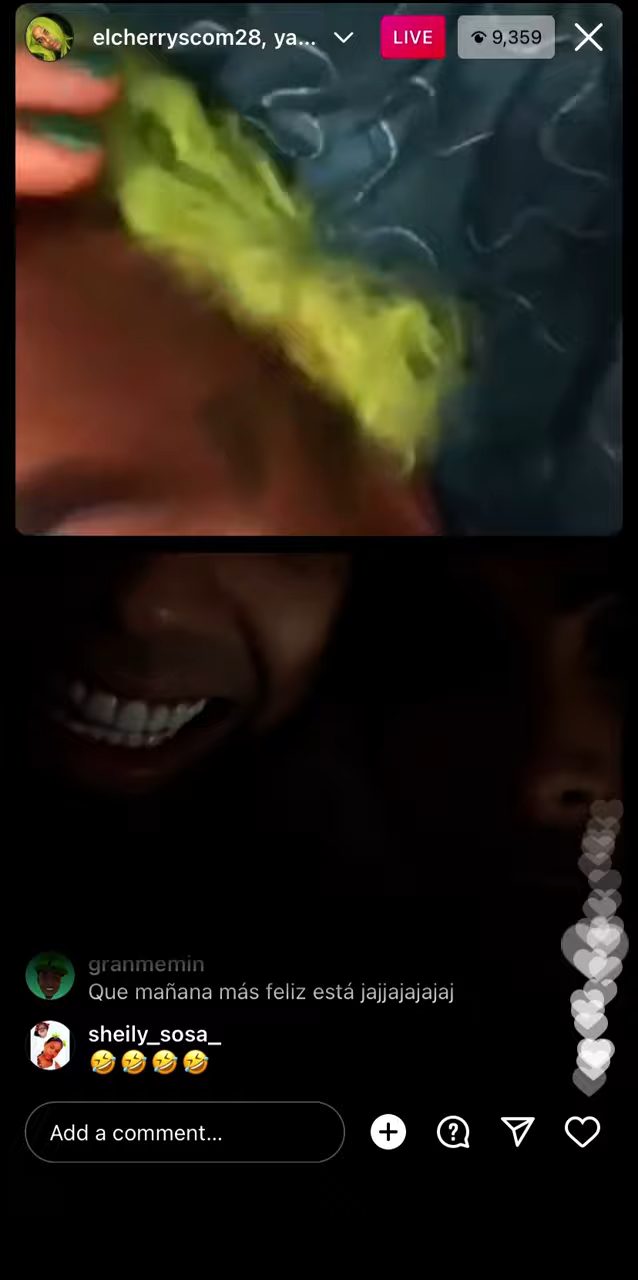 elcherryscom28, ya...
LIVE
9,359
granmemin
Que mañana más feliz está jajjajajajaj
sheily_sosa_
🤣🤣🤣🤣
Add a comment...